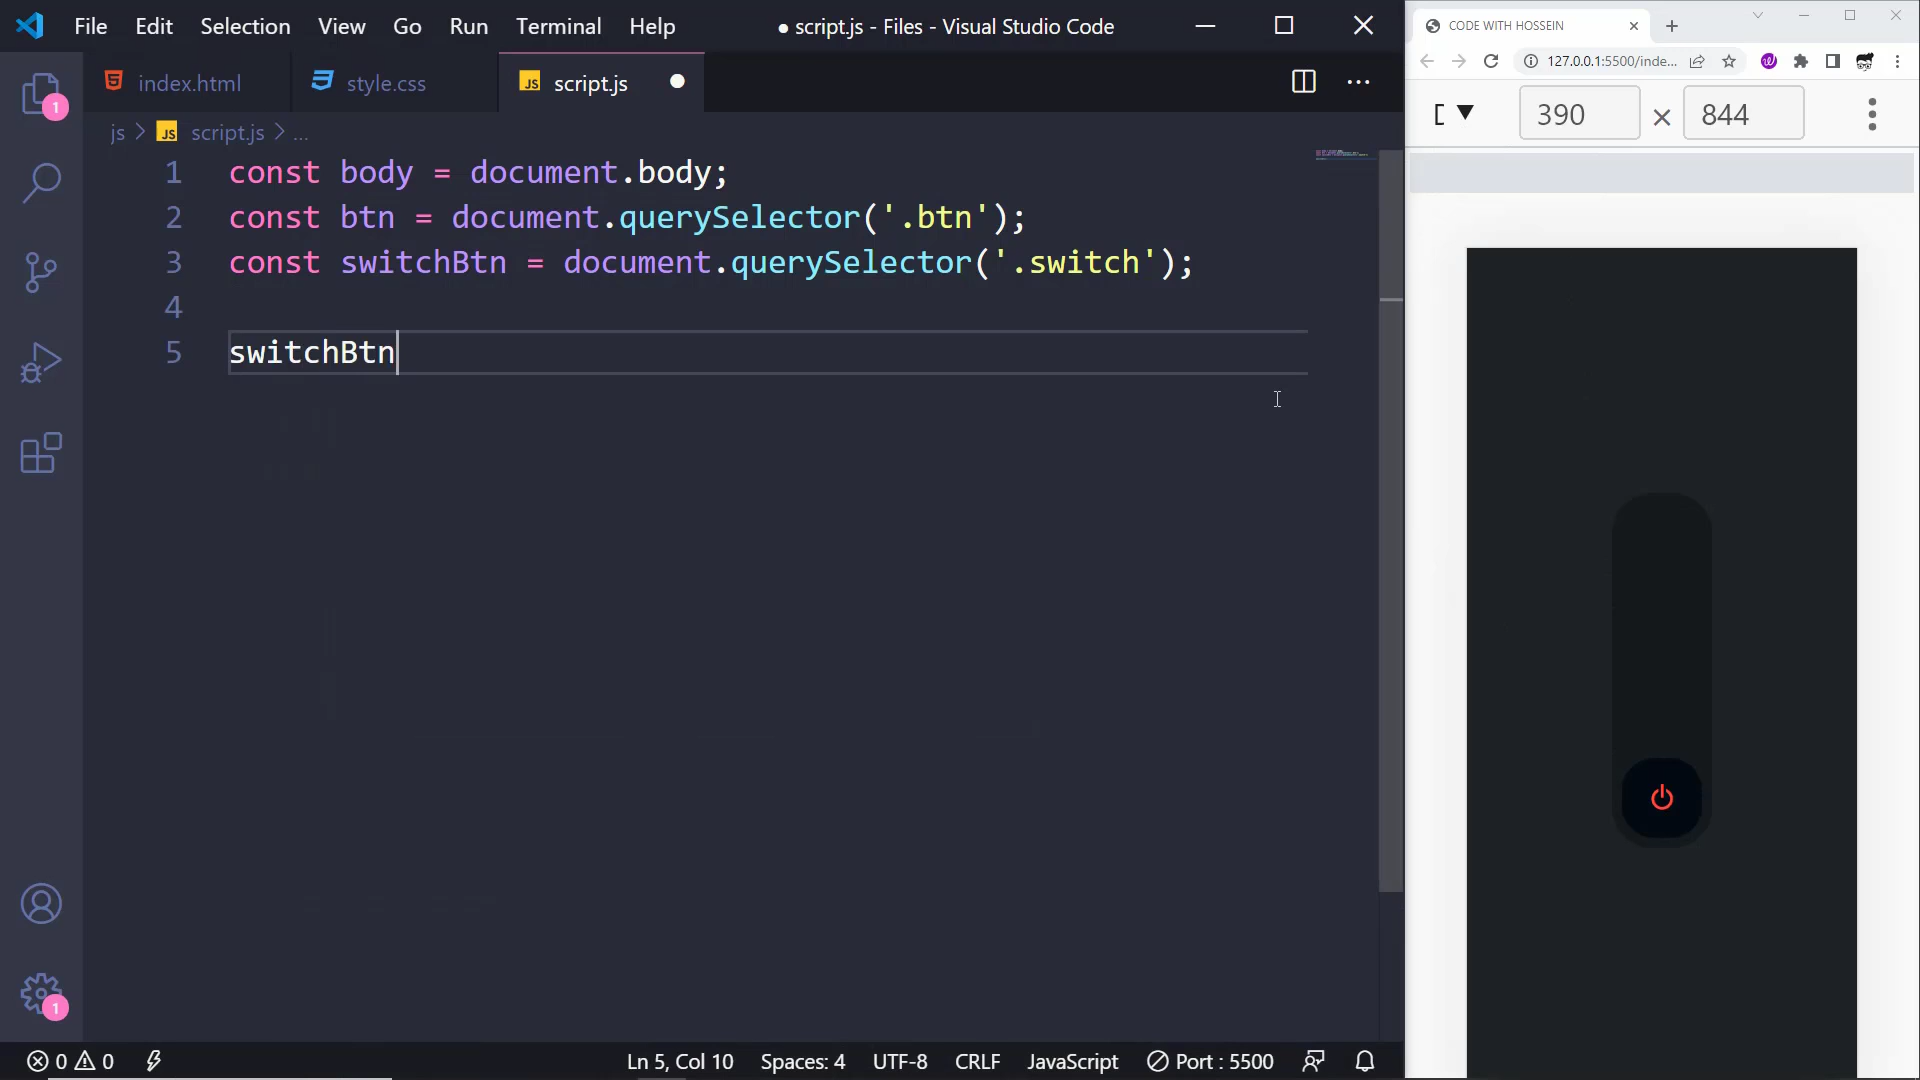 File Edit Selection View Go Run Terminal Help ● script.js - Files - Visual Studio Code
index.html style.css script.js
js > script.js > ...
1 const body = document.body;
2 const btn = document.querySelector('.btn');
3 const switchBtn = document.querySelector('.switch');
4
5 switchBtn
1
1
0 0 Ln 5, Col 10 Spaces: 4 UTF-8 CRLF JavaScript Port : 5500
CODE WITH HOSSEIN
127.0.0.1:5500/inde...
390 × 844